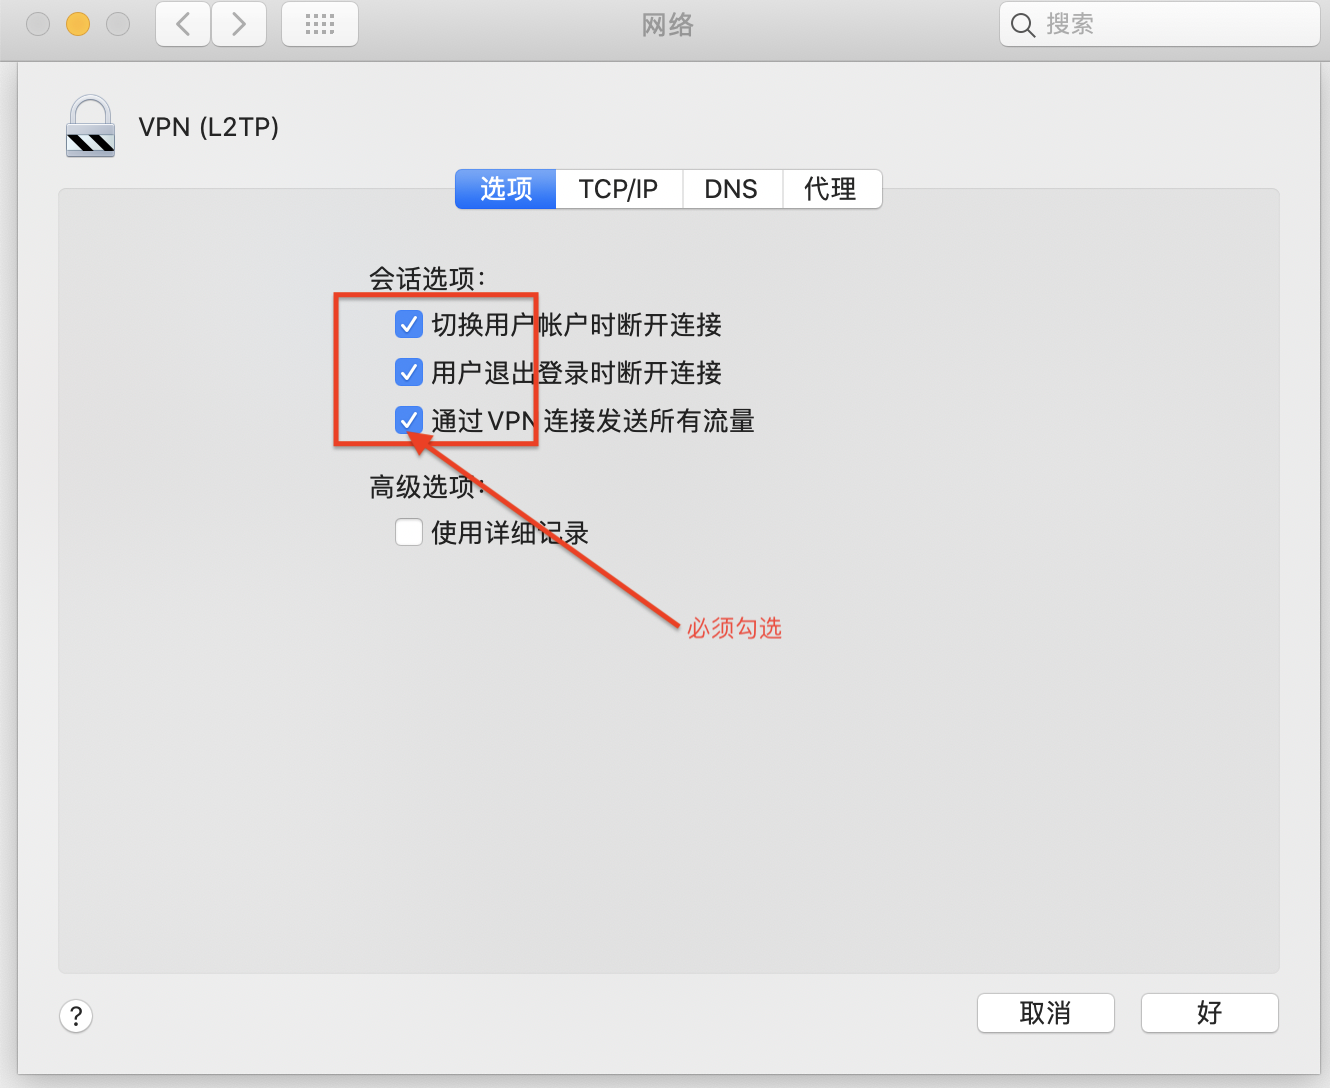 网络
搜索
VPN (L2TP)
选项
TCP/IP
DNS
代理
会话选项：
切换用户帐户时断开连接
用户退出登录时断开连接
通过 VPN 连接发送所有流量
高级选项：
使用详细记录
必须勾选
?
取消
好